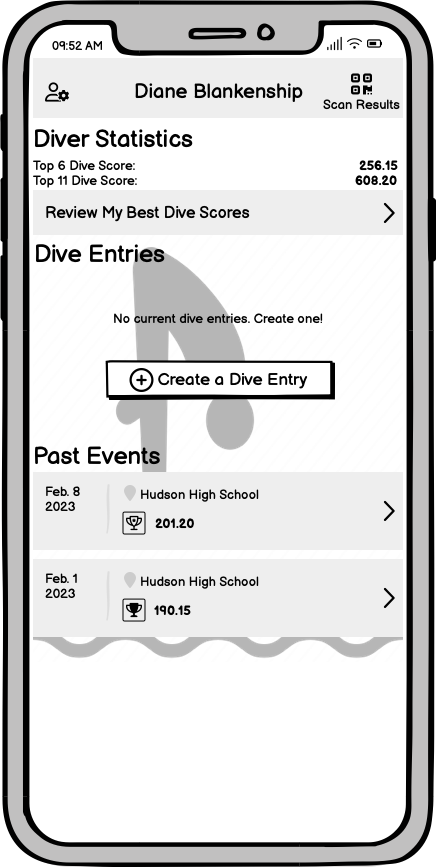 09:52 AM
Diane Blankenship
Scan Results
Diver Statistics
Top 6 Dive Score: 256.15
Top 11 Dive Score: 608.20
Review My Best Dive Scores
Dive Entries
No current dive entries. Create one!
Create a Dive Entry
Past Events
Feb. 8
2023
Hudson High School
201.20
Feb. 1
2023
Hudson High School
190.15